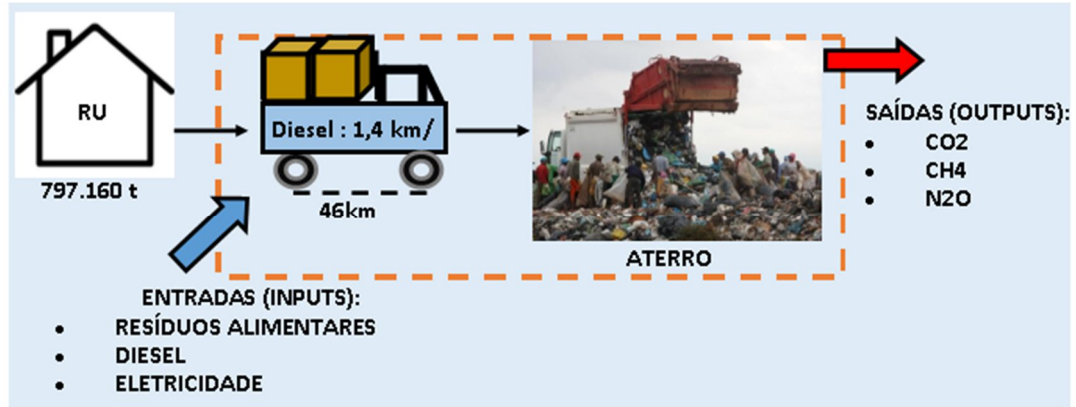 RU
797.160 t
Diesel : 1,4 km/
46km
ATERRO
ENTRADAS (INPUTS):
• RESÍDUOS ALIMENTARES
• DIESEL
• ELETRICIDADE
SAÍDAS (OUTPUTS):
• CO2
• CH4
• N2O